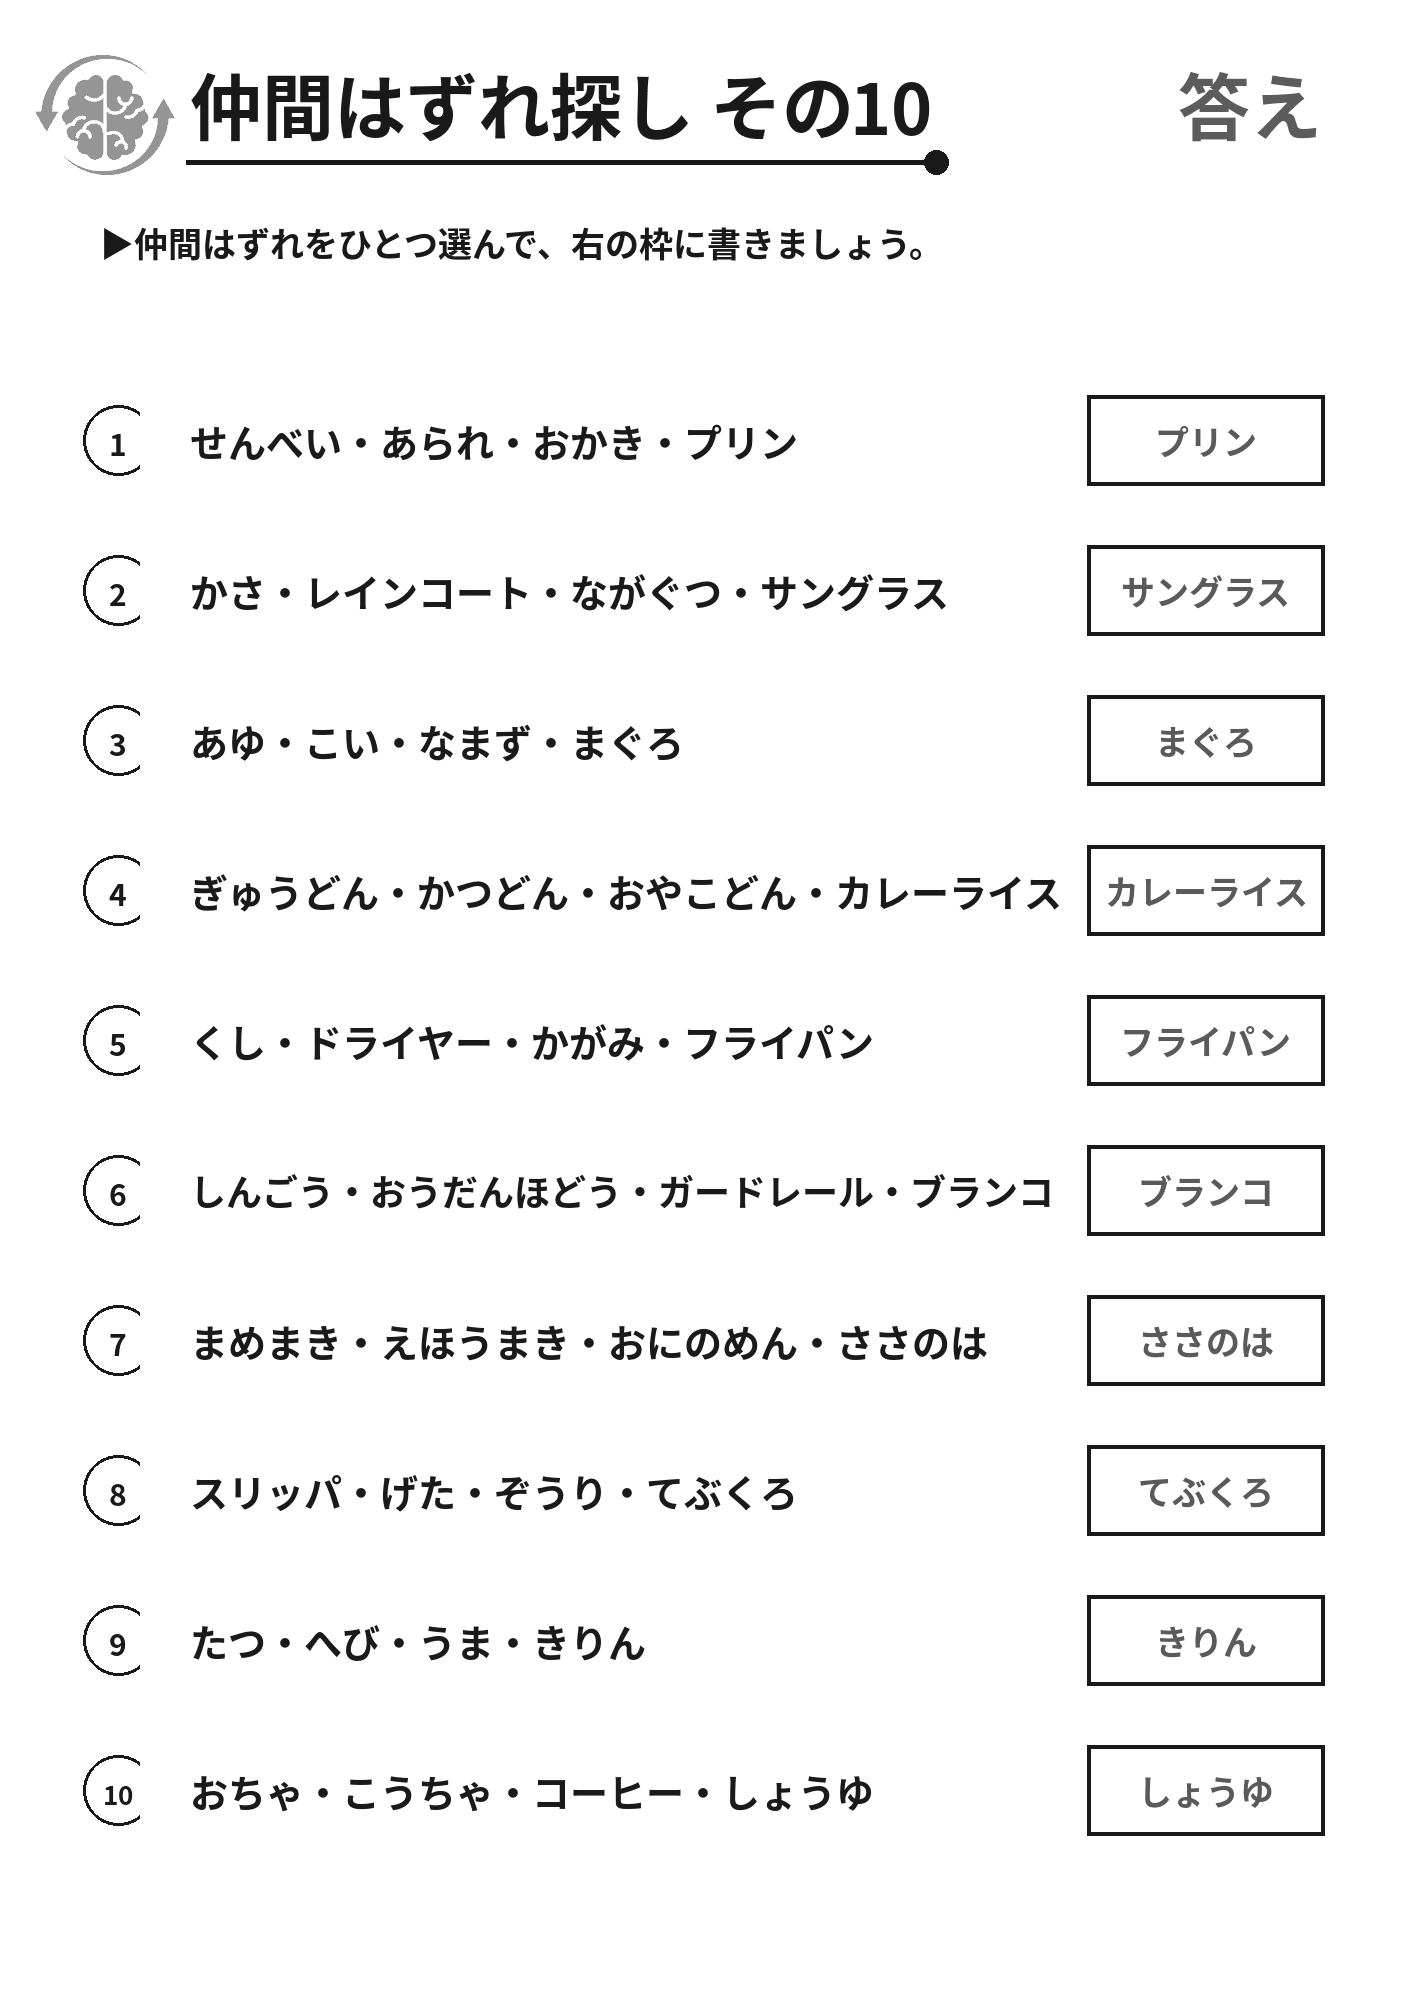 仲間はずれ探し その10
答え
▶仲間はずれをひとつ選んで、右の枠に書きましょう。
1 せんべい・あられ・おかき・プリン プリン
2 かさ・レインコート・ながぐつ・サングラス サングラス
3 あゆ・こい・なまず・まぐろ まぐろ
4 ぎゅうどん・かつどん・おやこどん・カレーライス カレーライス
5 くし・ドライヤー・かがみ・フライパン フライパン
6 しんごう・おうだんほどう・ガードレール・ブランコ ブランコ
7 まめまき・えほうまき・おにのめん・ささのは ささのは
8 スリッパ・げた・ぞうり・てぶくろ てぶくろ
9 たつ・へび・うま・きりん きりん
10 おちゃ・こうちゃ・コーヒー・しょうゆ しょうゆ